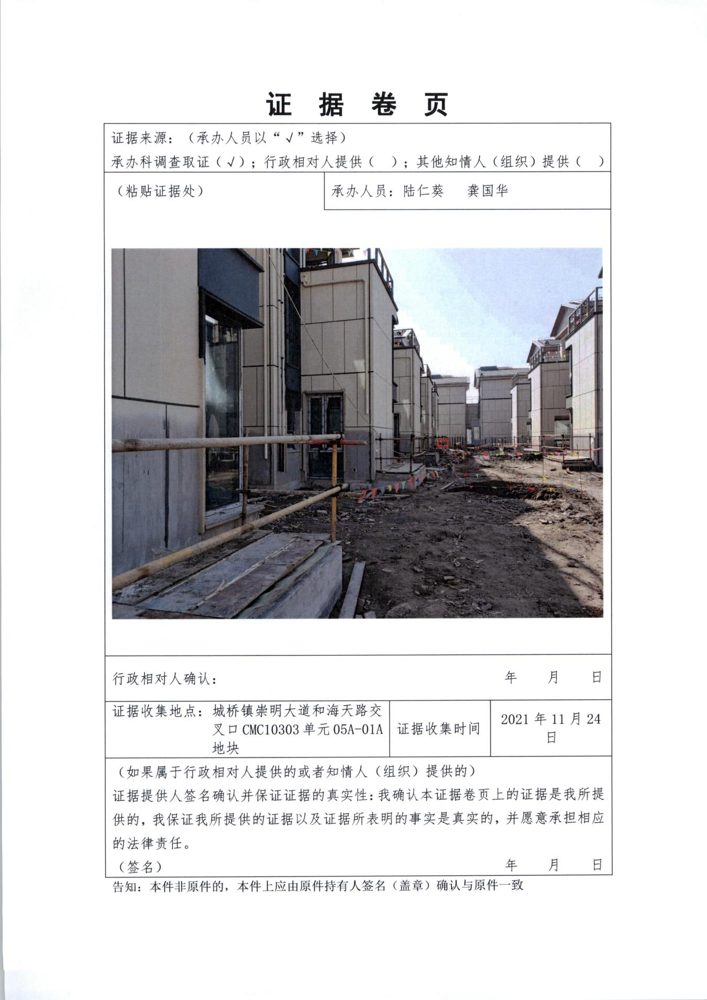 证 据 卷 页
证据来源：（承办人员以“√”选择）
承办科调查取证（√）；行政相对人提供（　）；其他知情人（组织）提供（　）
（粘贴证据处）
承办人员：陆仁葵　龚国华
行政相对人确认：　　年　　月　　日
证据收集地点：城桥镇崇明大道和海天路交
叉口CMC10303单元05A-01A
地块
证据收集时间
2021 年 11 月 24
日
（如果属于行政相对人提供的或者知情人（组织）提供的）
证据提供人签名确认并保证证据的真实性：我确认本证据卷页上的证据是我所提
供的，我保证我所提供的证据以及证据所表明的事实是真实的，并愿意承担相应
的法律责任。
（签名）　　年　　月　　日
告知：本件非原件的，本件上应由原件持有人签名（盖章）确认与原件一致